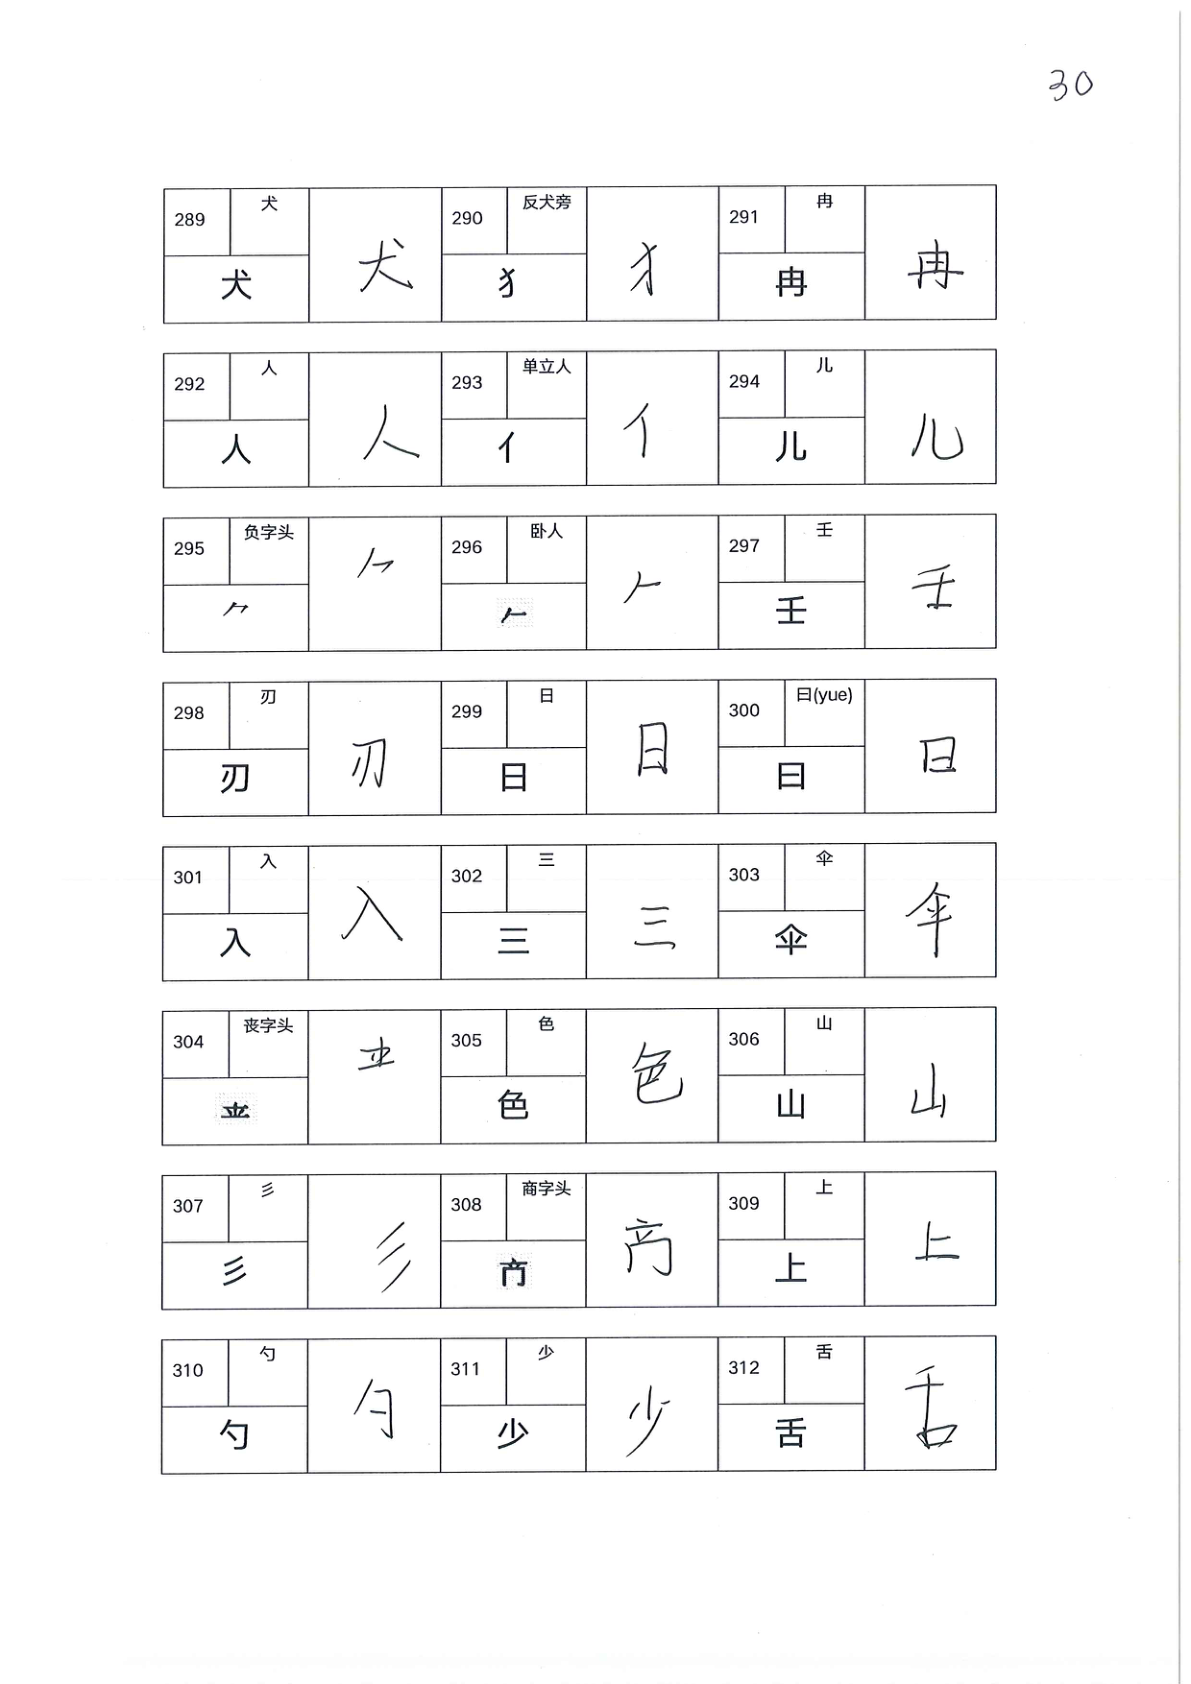 30
289 犬 犬 290 反犬旁 犭 291 冉 冉
犬 犭 冉
292 人 人 293 单立人 亻 294 儿 儿
人 亻 儿
295 负字头 𠂊 296 卧人 𠂉 297 壬 壬
𠂊 𠂉 壬
298 刃 刃 299 日 日 300 曰(yue) 曰
刃 日 曰
301 入 入 302 三 三 303 伞 伞
入 三 伞
304 丧字头 305 色 色 306 山 山
色 山
307 彡 彡 308 商字头 309 上 上
彡 上
310 勺 勺 311 少 少 312 舌 舌
勺 少 舌